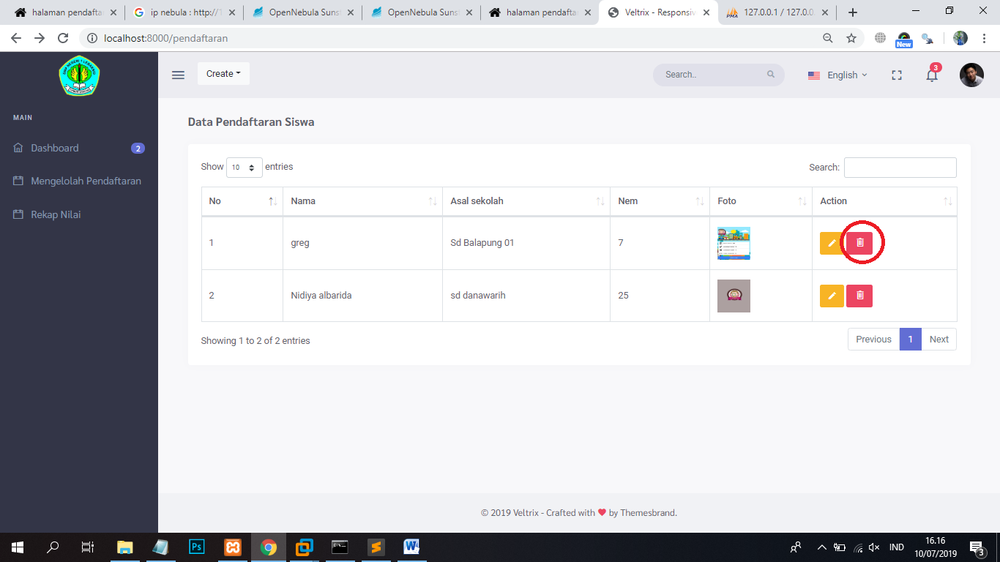 halaman pendafta
ip nebula : http://1
OpenNebula Suns
OpenNebula Suns
halaman pendafta
Veltrix - Responsiv
127.0.0.1 / 127.0.0.
localhost:8000/pendaftaran
New
Create
Search..
English
3
MAIN
Dashboard
2
Mengelolah Pendaftaran
Rekap Nilai
Data Pendaftaran Siswa
Show 10 entries
Search:
No Nama Asal sekolah Nem Foto Action
1 greg Sd Balapung 01 7
2 Nidiya albarida sd danawarih 25
Showing 1 to 2 of 2 entries
Previous 1 Next
© 2019 Veltrix - Crafted with by Themesbrand.
IND
16.16
10/07/2019
3